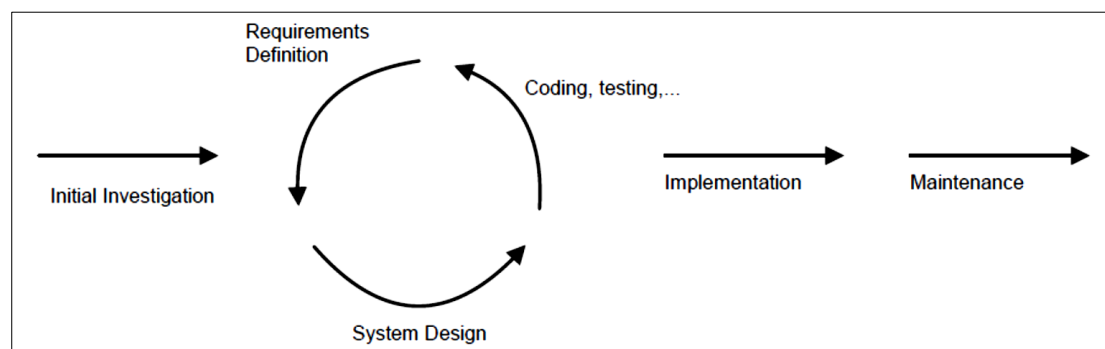 Requirements
Definition
Coding, testing,...
Initial Investigation
Implementation
Maintenance
System Design